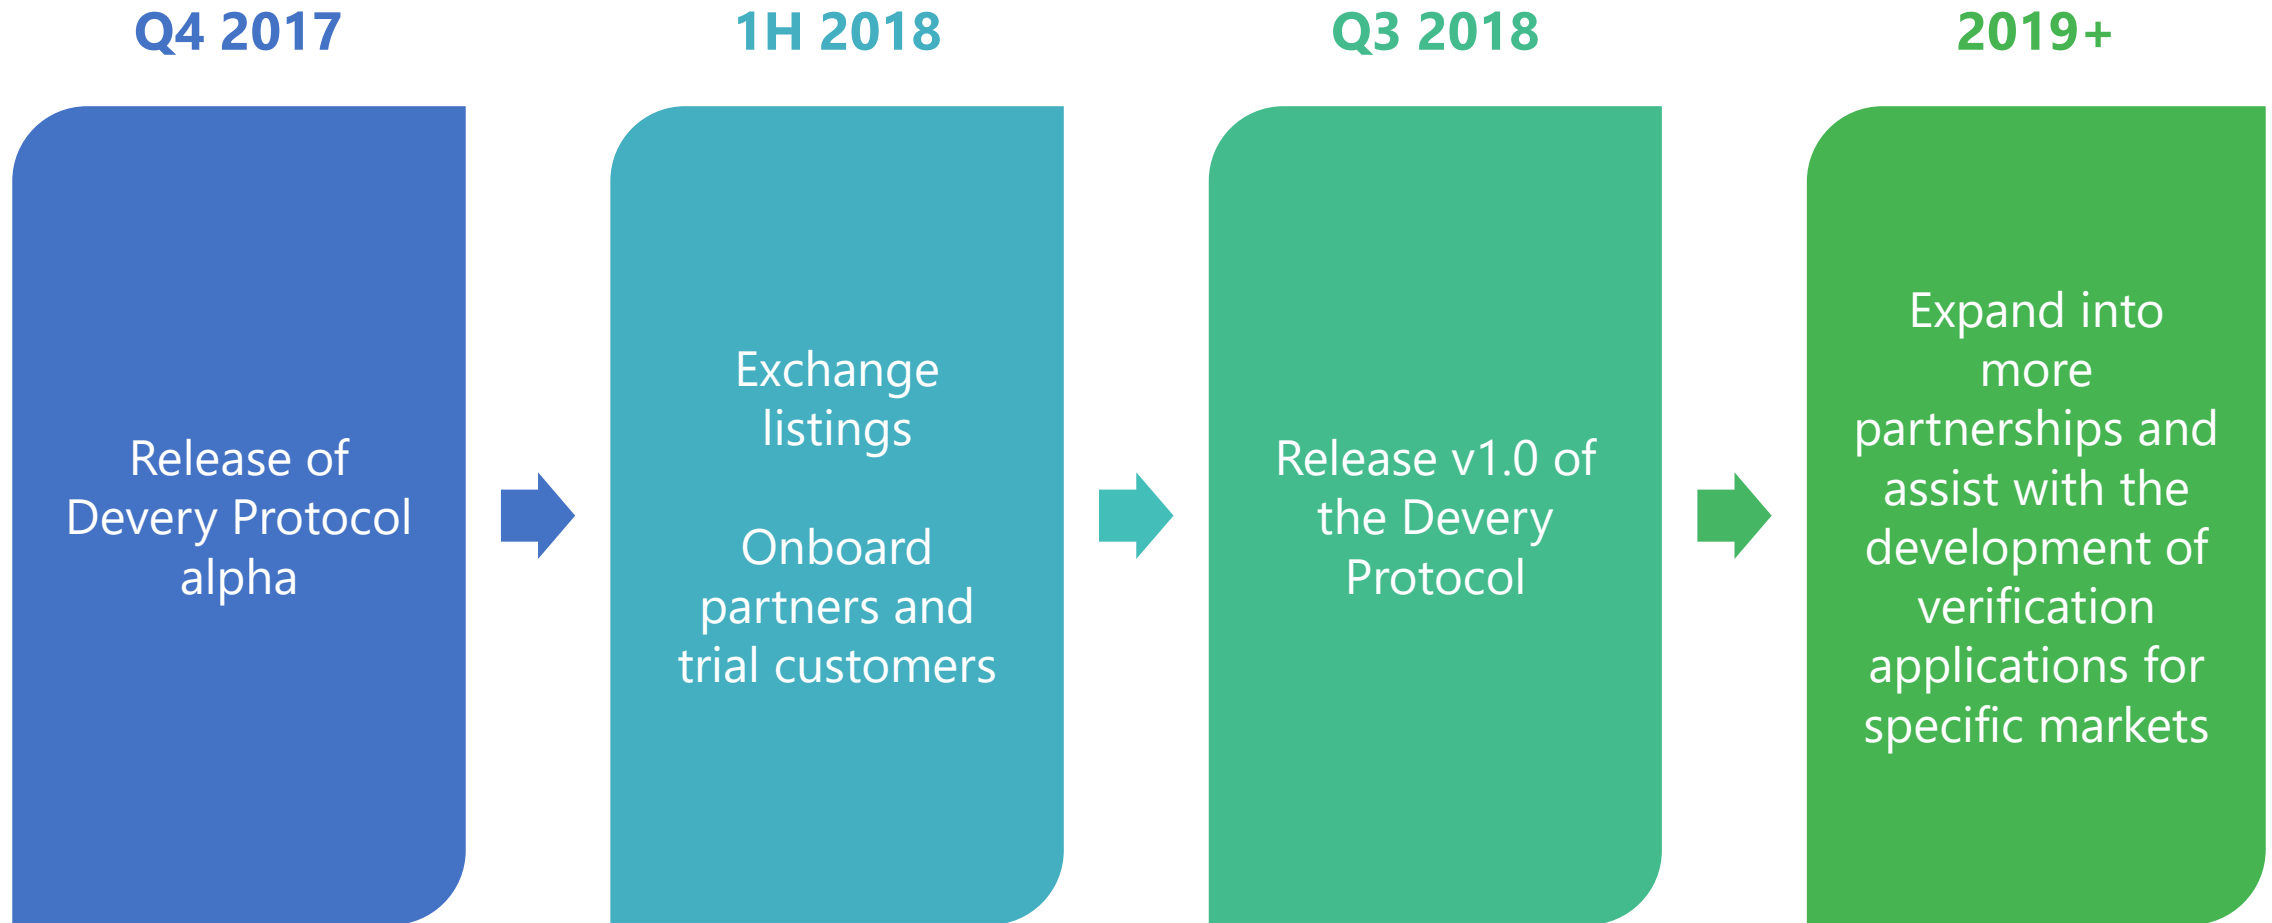 Q4 2017
1H 2018
Q3 2018
2019+
Release of
Devery Protocol
alpha
Exchange
listings
Onboard
partners and
trial customers
Release v1.0 of
the Devery
Protocol
Expand into
more
partnerships and
assist with the
development of
verification
applications for
specific markets